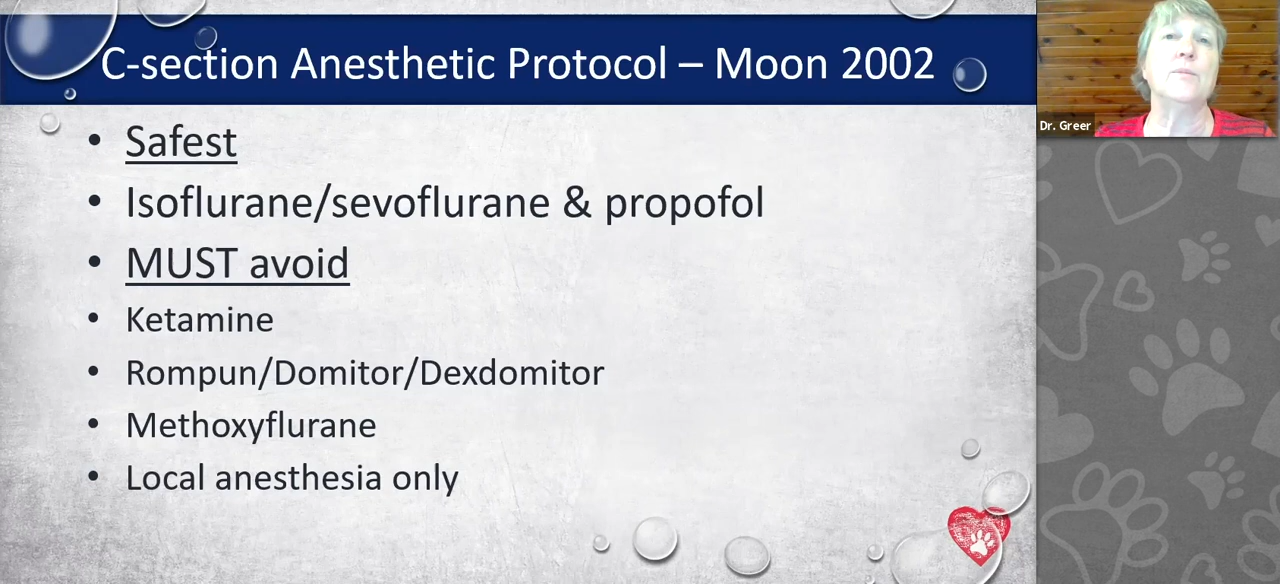 C-section Anesthetic Protocol – Moon 2002
• Safest
• Isoflurane/sevoflurane & propofol
• MUST avoid
• Ketamine
• Rompun/Domitor/Dexdomitor
• Methoxyflurane
• Local anesthesia only
Dr. Greer